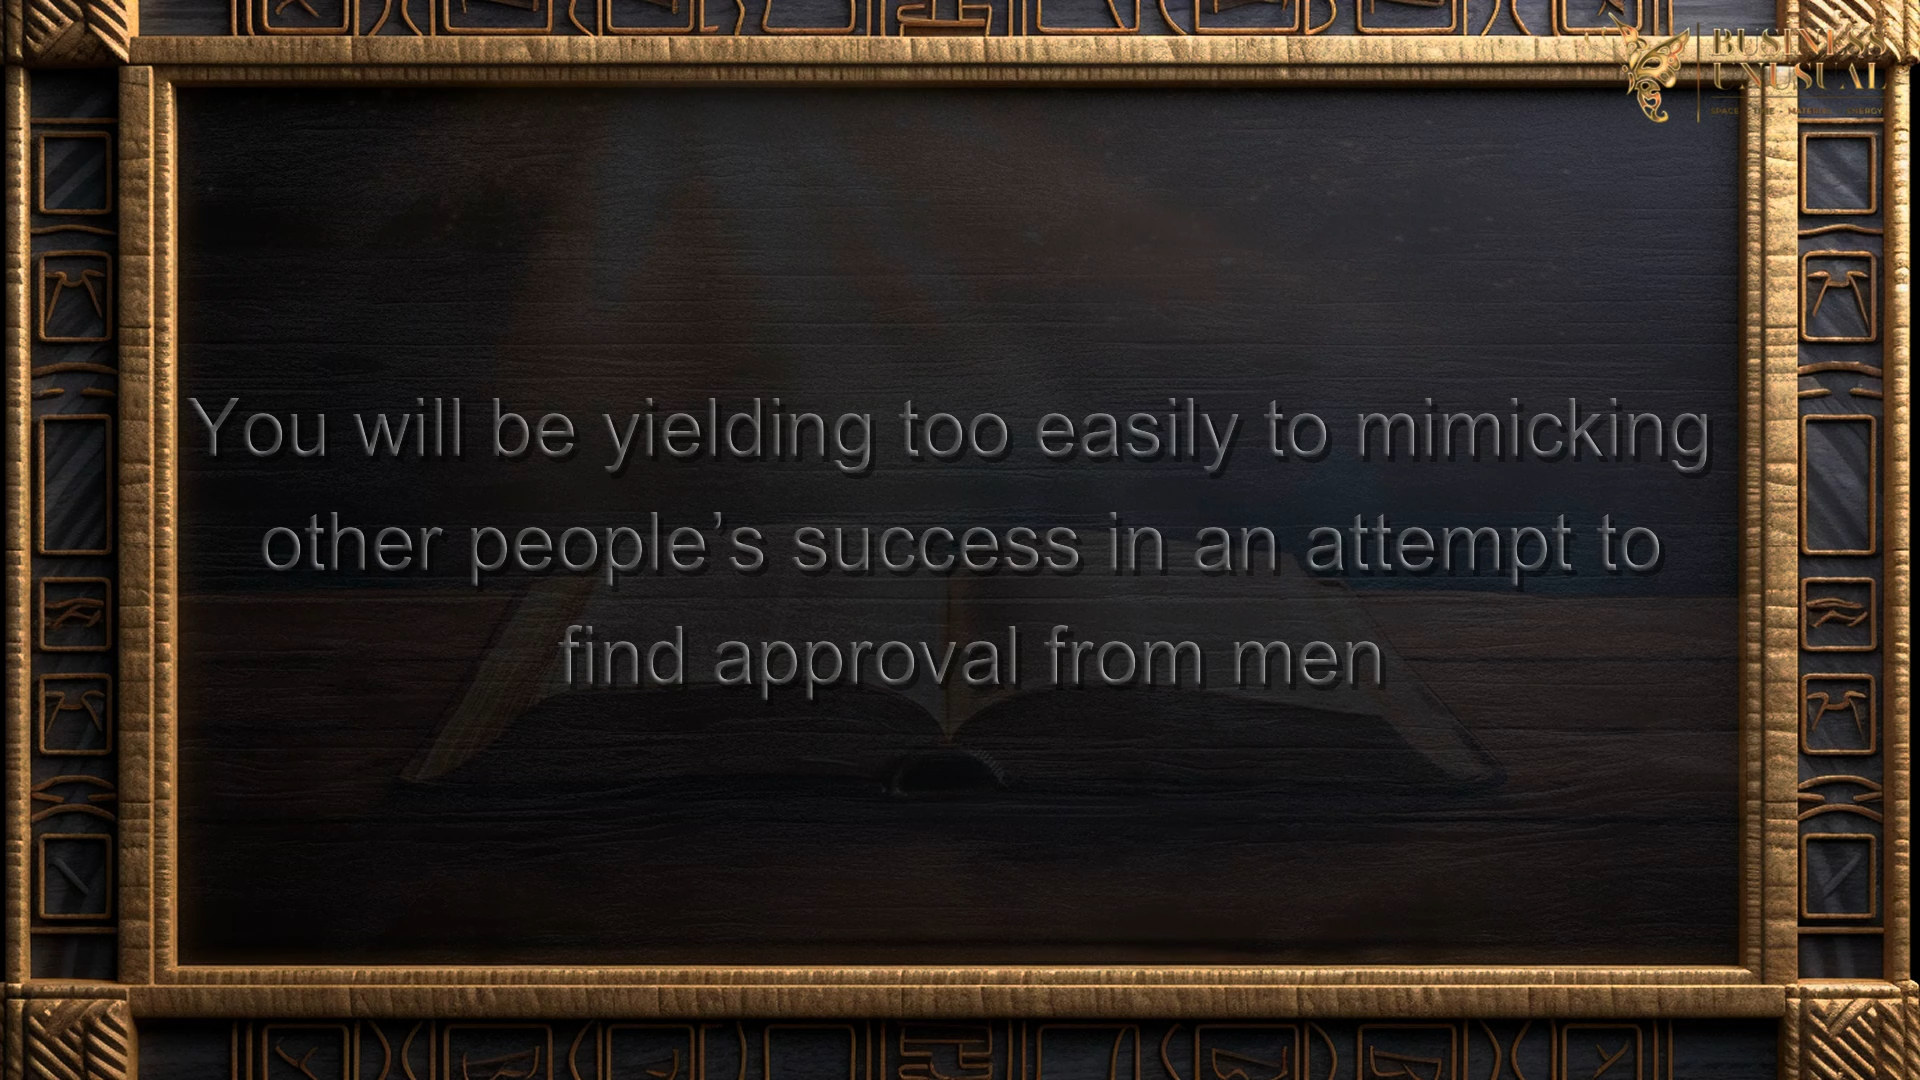 BUSINESS
UNUSUAL
You will be yielding too easily to mimicking
other people’s success in an attempt to
find approval from men